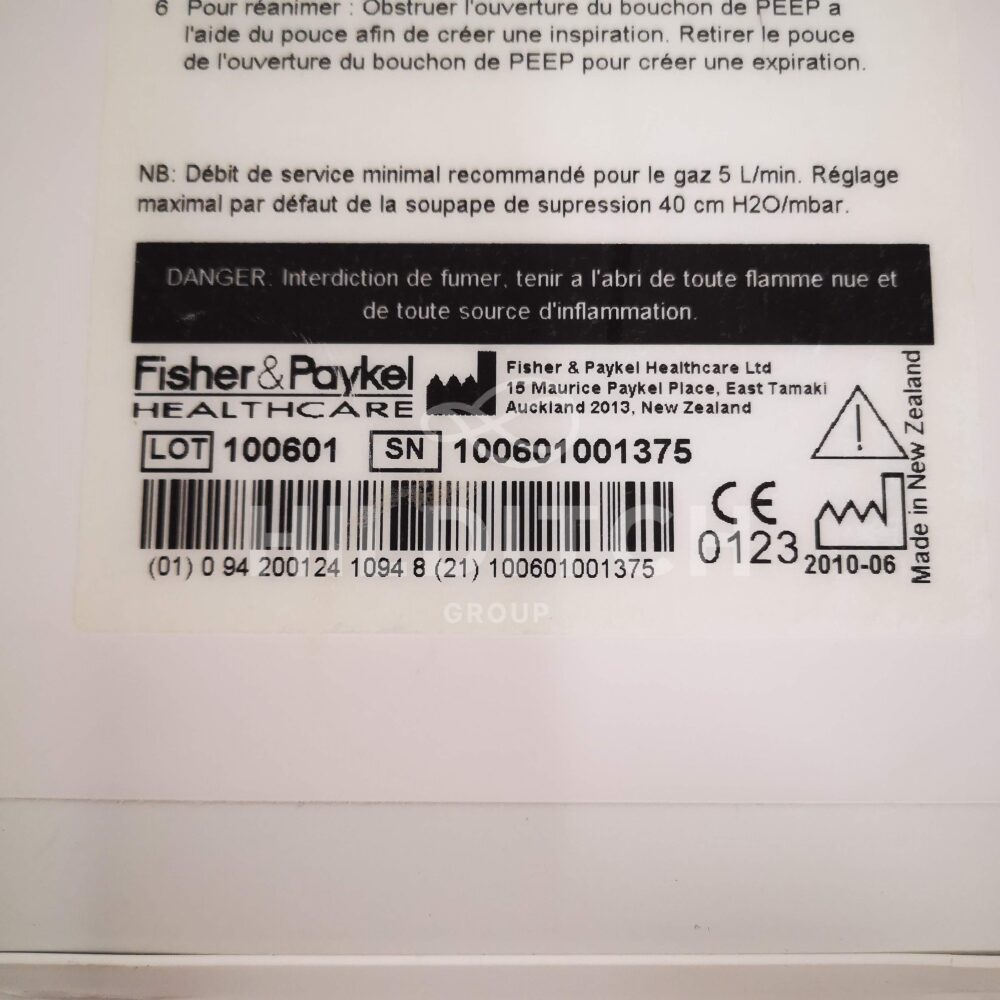 6 Pour réanimer : Obstruer l'ouverture du bouchon de PEEP a
l'aide du pouce afin de créer une inspiration. Retirer le pouce
de l'ouverture du bouchon de PEEP pour créer une expiration.
NB: Débit de service minimal recommandé pour le gaz 5 L/min. Réglage
maximal par défaut de la soupape de supression 40 cm H2O/mbar.
DANGER: Interdiction de fumer, tenir a l'abri de toute flamme nue et
de toute source d'inflammation.
Fisher & Paykel
HEALTHCARE
Fisher & Paykel Healthcare Ltd
15 Maurice Paykel Place, East Tamaki
Auckland 2013, New Zealand
LOT 100601 SN 100601001375
(01) 0 94 200124 1094 8 (21) 100601001375
CE
0123
2010-06
Made in New Zealand
HILDITCH
GROUP